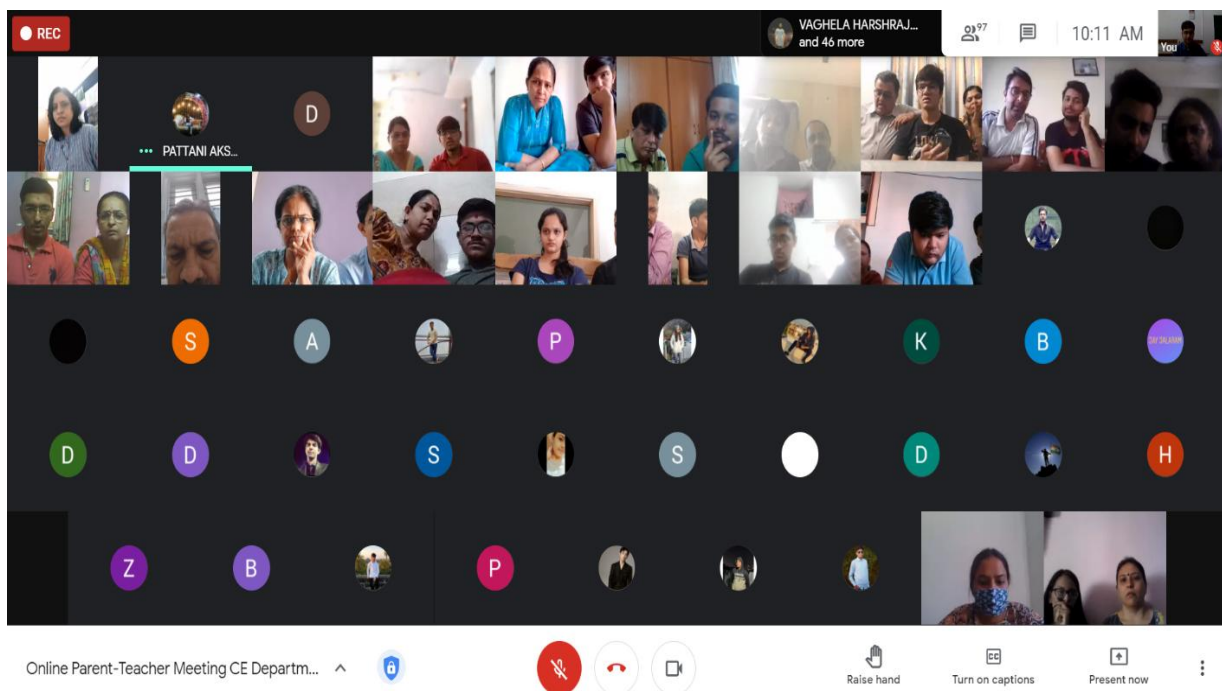 REC
VAGHELA HARSHRAJ...
and 46 more
97
10:11 AM
You
D
PATTANI AKS...
S
A
P
K
B
D
D
S
S
D
H
Z
B
P
Online Parent-Teacher Meeting CE Departm...
Raise hand
CC
Turn on captions
Present now